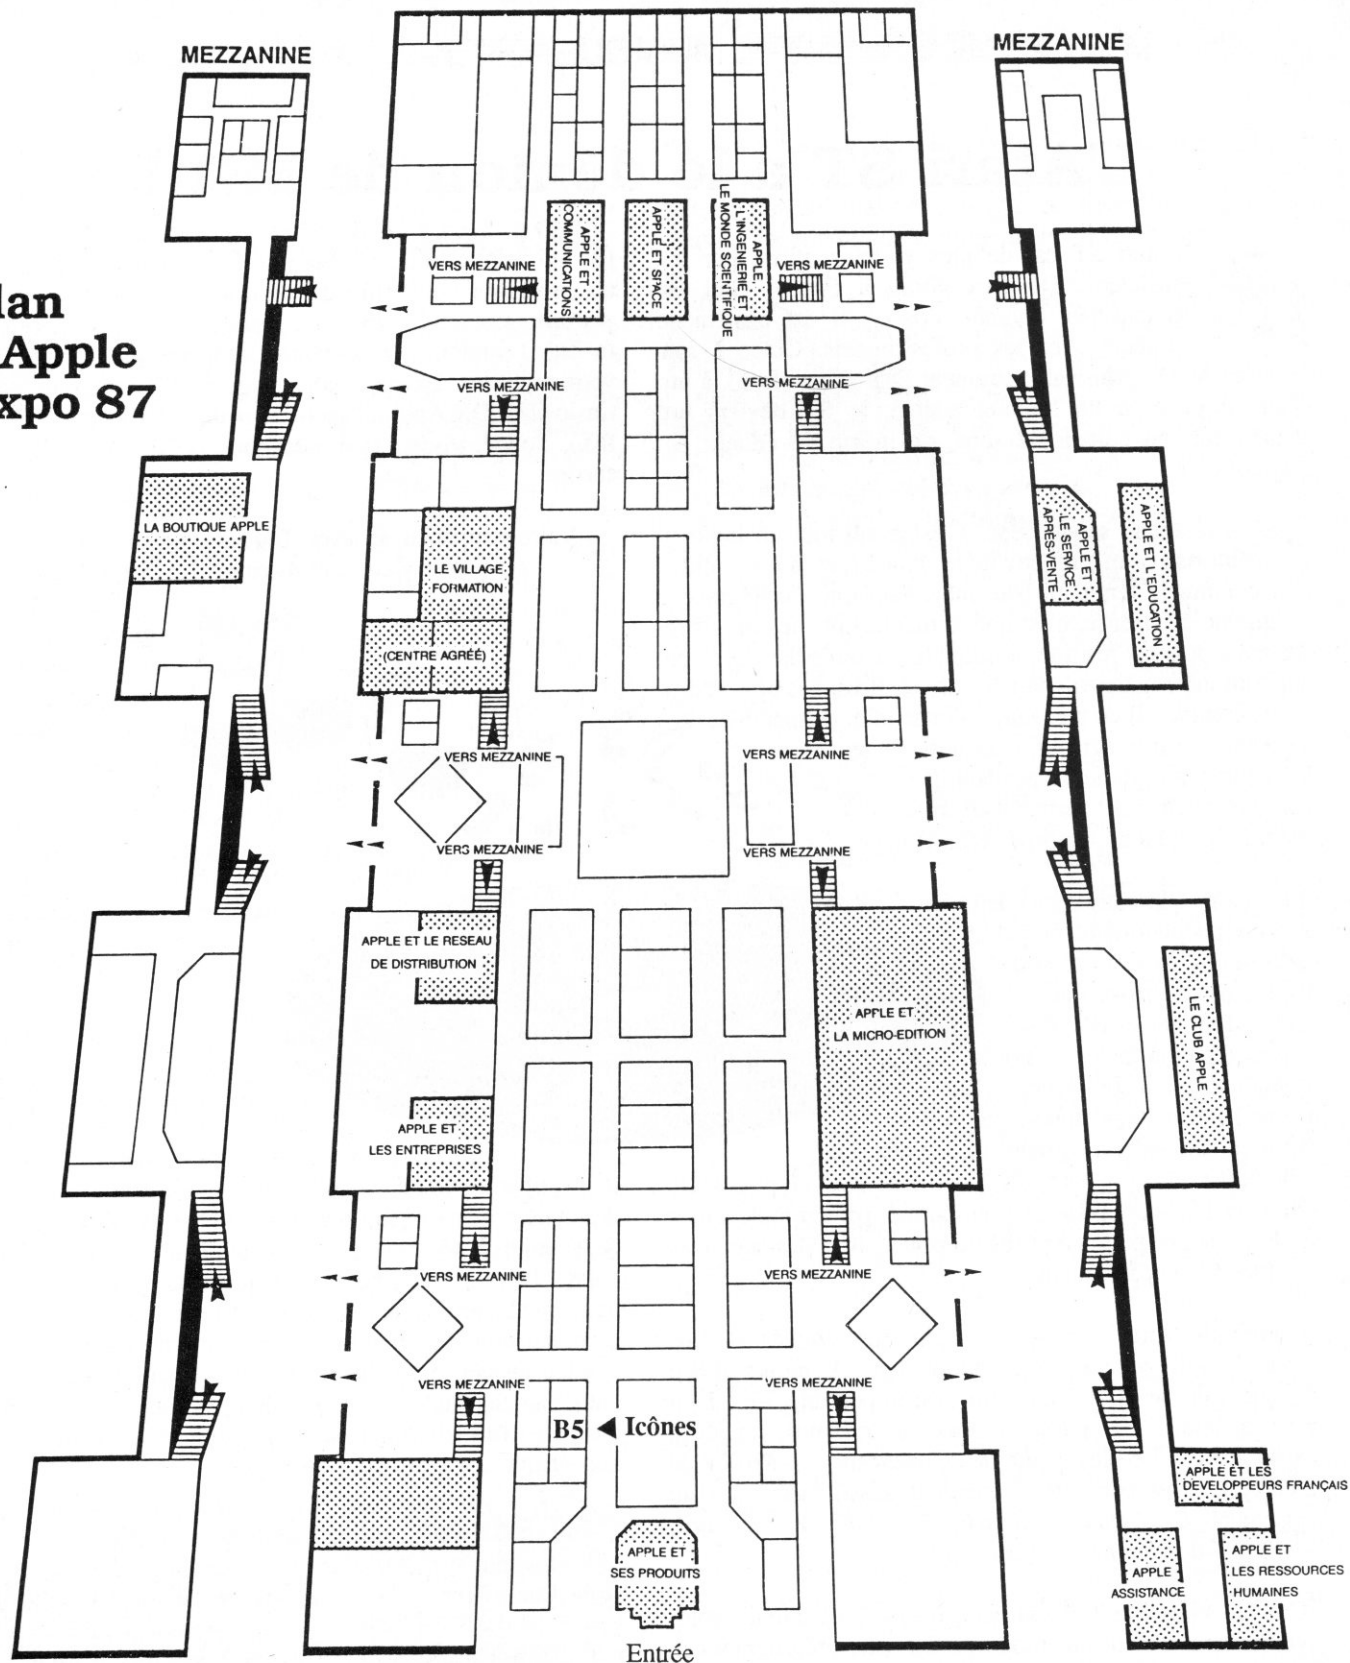 MEZZANINE
MEZZANINE
lan
Apple
xpo 87
APPLE ET
COMMUNICATIONS
APPLE ET SPACE
APPLE,
L'INGENIERIE ET
LE MONDE SCIENTIFIQUE
VERS MEZZANINE
VERS MEZZANINE
VERS MEZZANINE
VERS MEZZANINE
LA BOUTIQUE APPLE
LE VILLAGE
FORMATION
(CENTRE AGRÉÉ)
APPLE ET
LE SERVICE
APRÈS-VENTE
APPLE ET L'EDUCATION
VERS MEZZANINE
VERS MEZZANINE
VERS MEZZANINE
VERS MEZZANINE
APPLE ET LE RESEAU
DE DISTRIBUTION
APPLE ET
LA MICRO-EDITION
LE CLUB APPLE
APPLE ET
LES ENTREPRISES
VERS MEZZANINE
VERS MEZZANINE
VERS MEZZANINE
VERS MEZZANINE
B5 Icônes
APPLE ET LES
DEVELOPPEURS FRANÇAIS
APPLE ET
SES PRODUITS
APPLE
ASSISTANCE
APPLE ET
LES RESSOURCES
HUMAINES
Entrée